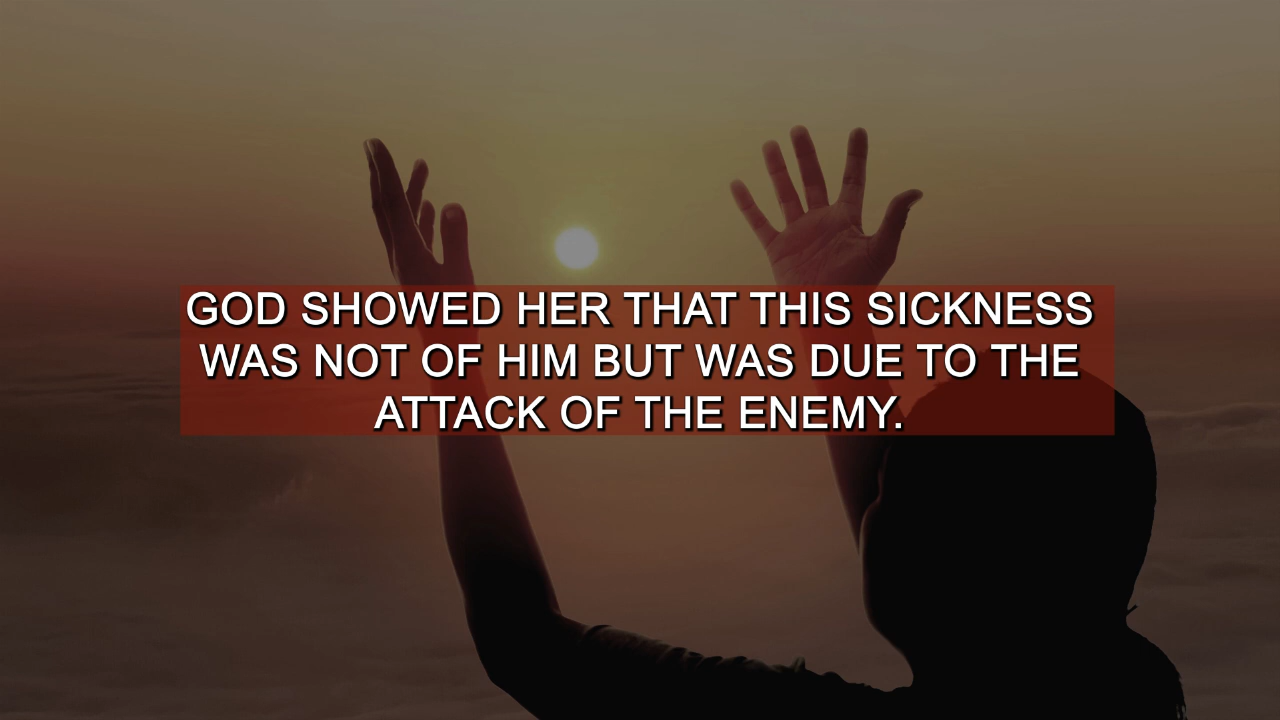 GOD SHOWED HER THAT THIS SICKNESS
WAS NOT OF HIM BUT WAS DUE TO THE
ATTACK OF THE ENEMY.